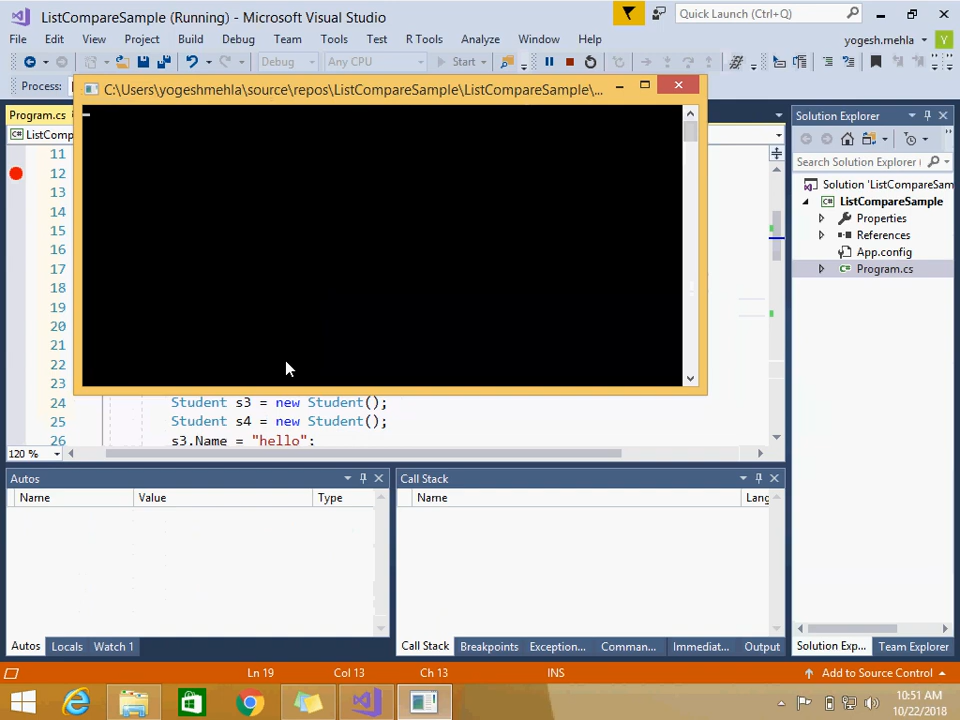 ListCompareSample (Running) - Microsoft Visual Studio
Quick Launch (Ctrl+Q)
File Edit View Project Build Debug Team Tools Test R Tools Analyze Window Help
yogesh.mehla Y
Debug Any CPU Start
Process:
C:\Users\yogeshmehla\source\repos\ListCompareSample\ListCompareSample\...
Program.cs
ListComp
11
12
13
14
15
16
17
18
19
20
21
22
23
24 Student s3 = new Student();
25 Student s4 = new Student();
26 s3.Name = "hello";
120 %
Solution Explorer
Search Solution Explorer (
Solution 'ListCompareSam
ListCompareSample
Properties
References
App.config
Program.cs
Autos
Name Value Type
Call Stack
Name Lang
Autos Locals Watch 1
Call Stack Breakpoints Exception... Comman... Immediat... Output
Solution Exp... Team Explorer
Ln 19 Col 13 Ch 13 INS
Add to Source Control
10:51 AM
10/22/2018